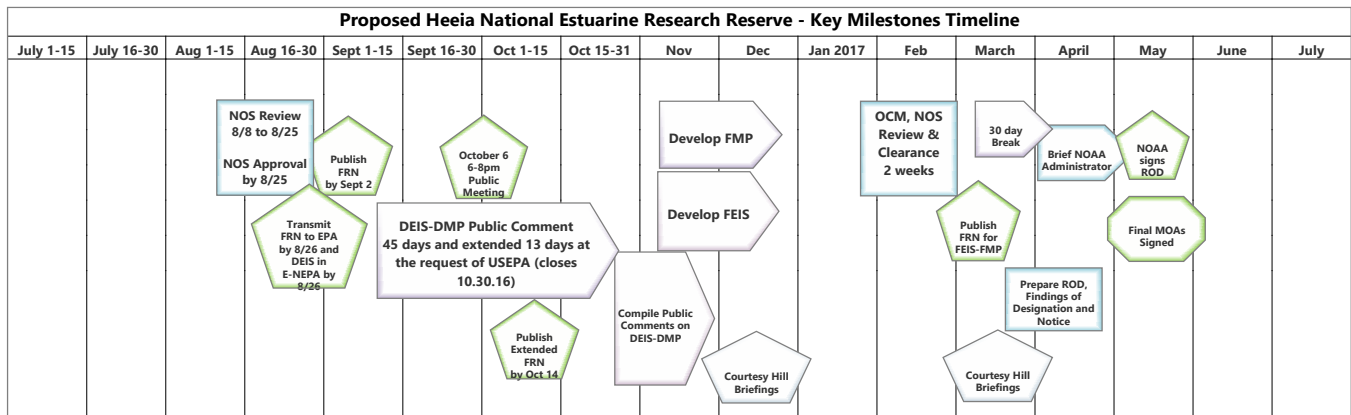 Proposed Heeia National Estuarine Research Reserve - Key Milestones Timeline
July 1-15
July 16-30
Aug 1-15
Aug 16-30
Sept 1-15
Sept 16-30
Oct 1-15
Oct 15-31
Nov
Dec
Jan 2017
Feb
March
April
May
June
July
NOS Review
8/8 to 8/25
NOS Approval
by 8/25
Publish
FRN
by Sept 2
October 6
6-8pm
Public
Meeting
Develop FMP
OCM, NOS
Review &
Clearance
2 weeks
30 day
Break
Brief NOAA
Administrator
NOAA
signs
ROD
Transmit
FRN to EPA
by 8/26 and
DEIS in
E-NEPA by
8/26
DEIS-DMP Public Comment
45 days and extended 13 days at
the request of USEPA (closes
10.30.16)
Develop FEIS
Publish
FRN for
FEIS-FMP
Final MOAs
Signed
Publish
Extended
FRN
by Oct 14
Compile Public
Comments on
DEIS-DMP
Prepare ROD,
Findings of
Designation and
Notice
Courtesy Hill
Briefings
Courtesy Hill
Briefings